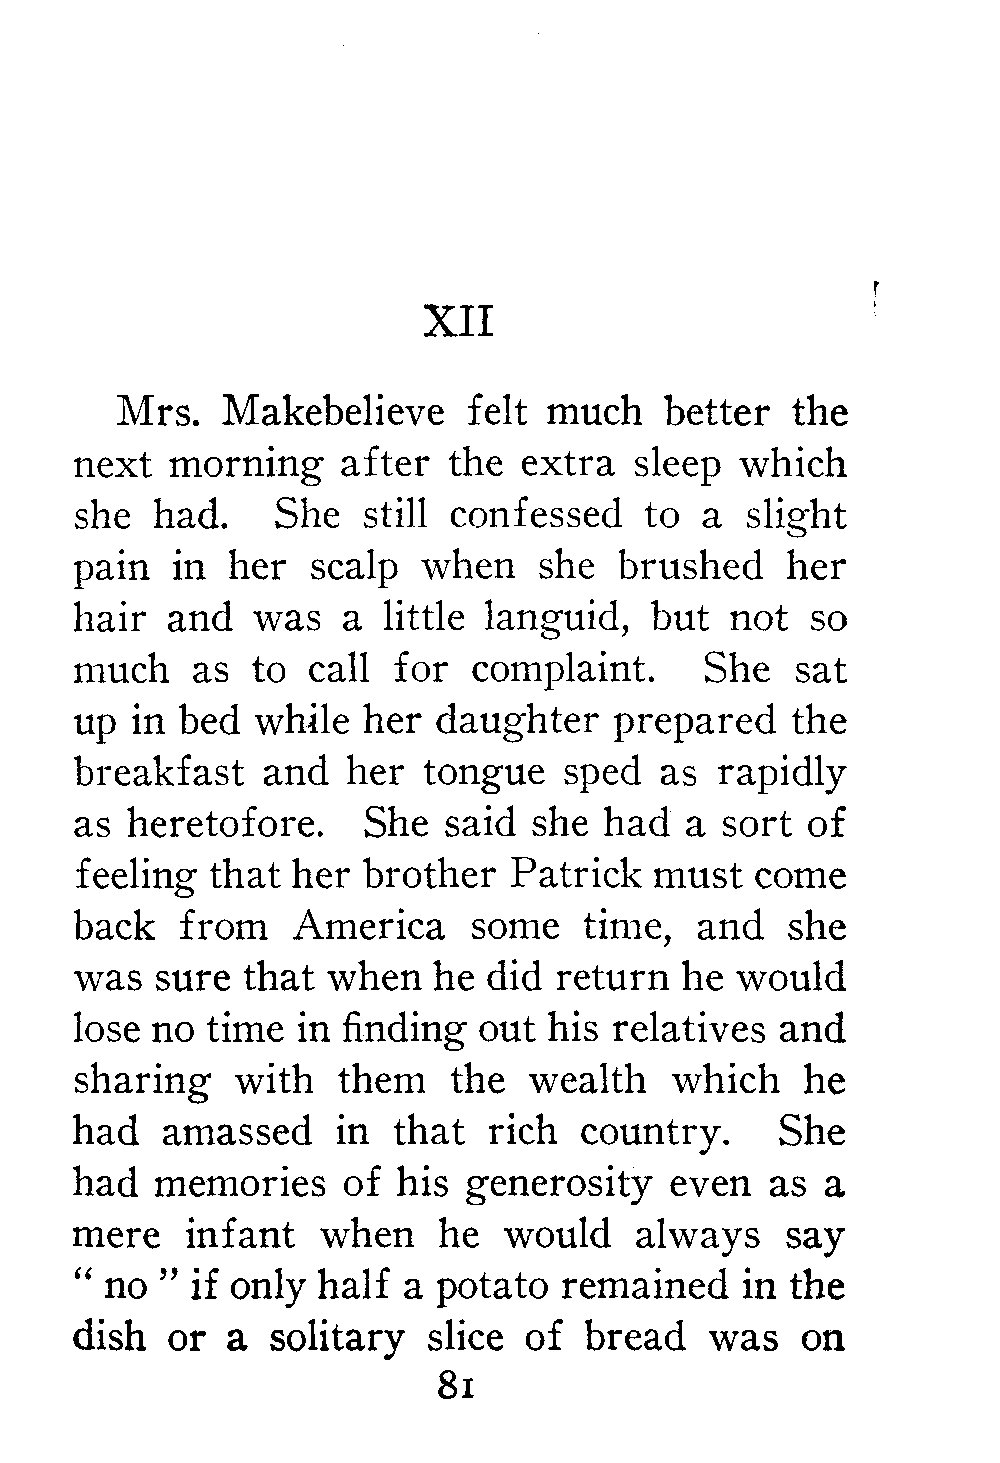 XII
Mrs. Makebelieve felt much better the
next morning after the extra sleep which
she had. She still confessed to a slight
pain in her scalp when she brushed her
hair and was a little languid, but not so
much as to call for complaint. She sat
up in bed while her daughter prepared the
breakfast and her tongue sped as rapidly
as heretofore. She said she had a sort of
feeling that her brother Patrick must come
back from America some time, and she
was sure that when he did return he would
lose no time in finding out his relatives and
sharing with them the wealth which he
had amassed in that rich country. She
had memories of his generosity even as a
mere infant when he would always say
“ no ” if only half a potato remained in the
dish or a solitary slice of bread was on
81